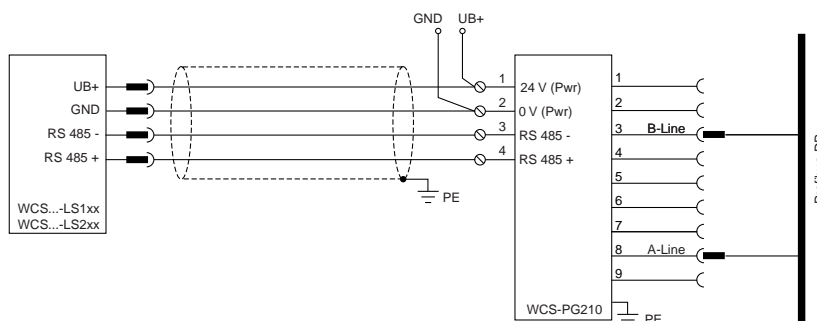 GND UB+
UB+
GND
RS 485 -
RS 485 +
WCS...-LS1xx
WCS...-LS2xx
PE
1 24 V (Pwr)
2 0 V (Pwr)
3 RS 485 -
4 RS 485 +
WCS-PG210
PE
1
2
3 B-Line
4
5
6
7
8 A-Line
9